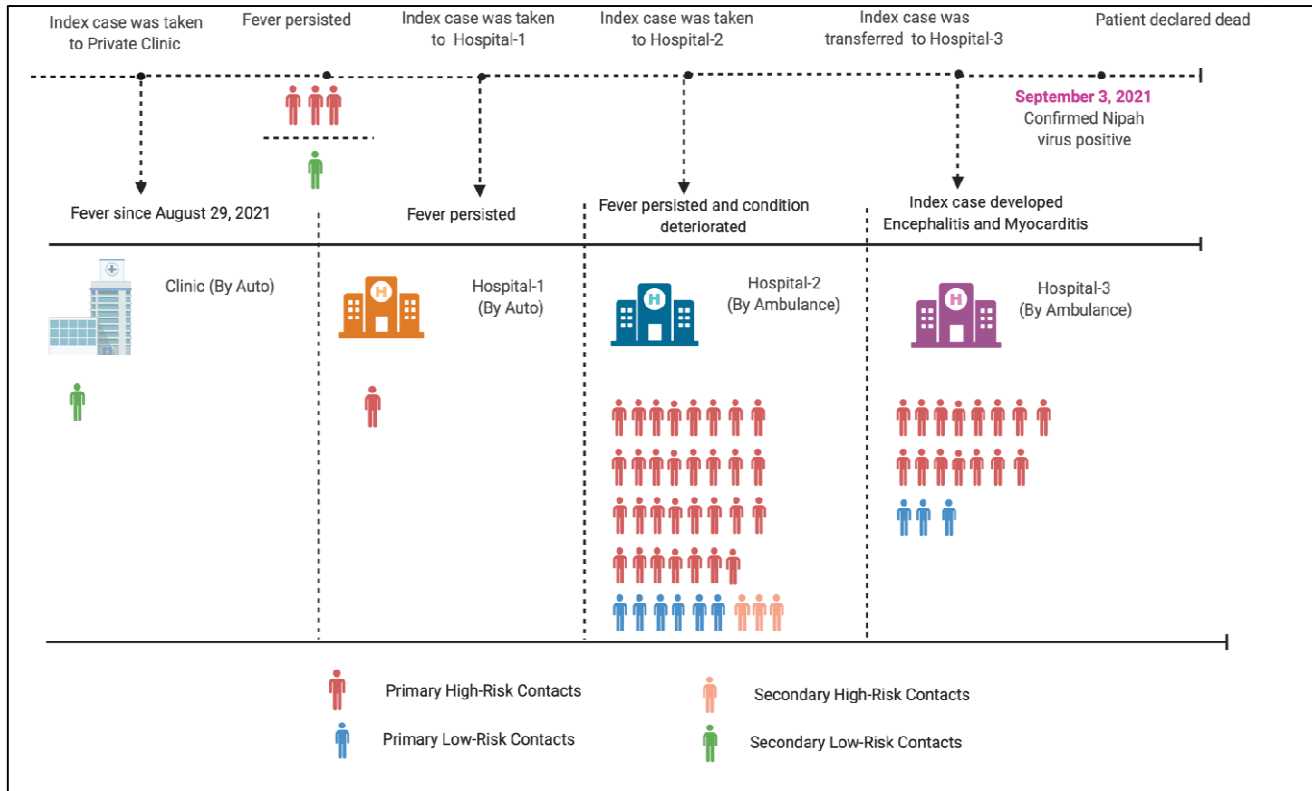 Index case was taken
to Private Clinic
Fever persisted
Index case was taken
to Hospital-1
Index case was taken
to Hospital-2
Index case was
transferred to Hospital-3
Patient declared dead
September 3, 2021
Confirmed Nipah
virus positive
Fever since August 29, 2021
Fever persisted
Fever persisted and condition
deteriorated
Index case developed
Encephalitis and Myocarditis
Clinic (By Auto)
H
Hospital-1
(By Auto)
H
Hospital-2
(By Ambulance)
H
Hospital-3
(By Ambulance)
Primary High-Risk Contacts
Secondary High-Risk Contacts
Primary Low-Risk Contacts
Secondary Low-Risk Contacts